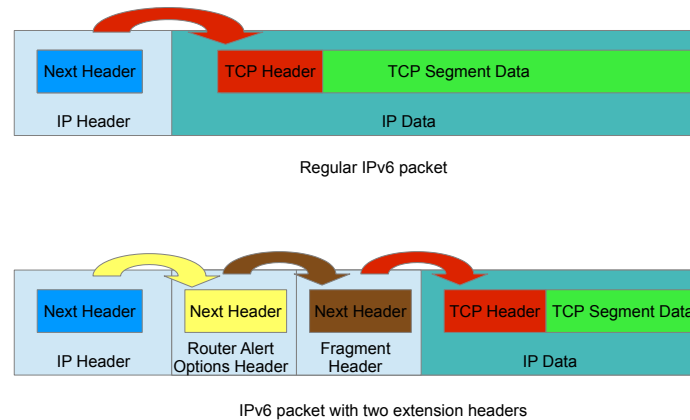 Next Header
TCP Header
TCP Segment Data
IP Header
IP Data
Regular IPv6 packet
Next Header
Next Header
Next Header
TCP Header
TCP Segment Data
IP Header
Router Alert
Options Header
Fragment
Header
IP Data
IPv6 packet with two extension headers